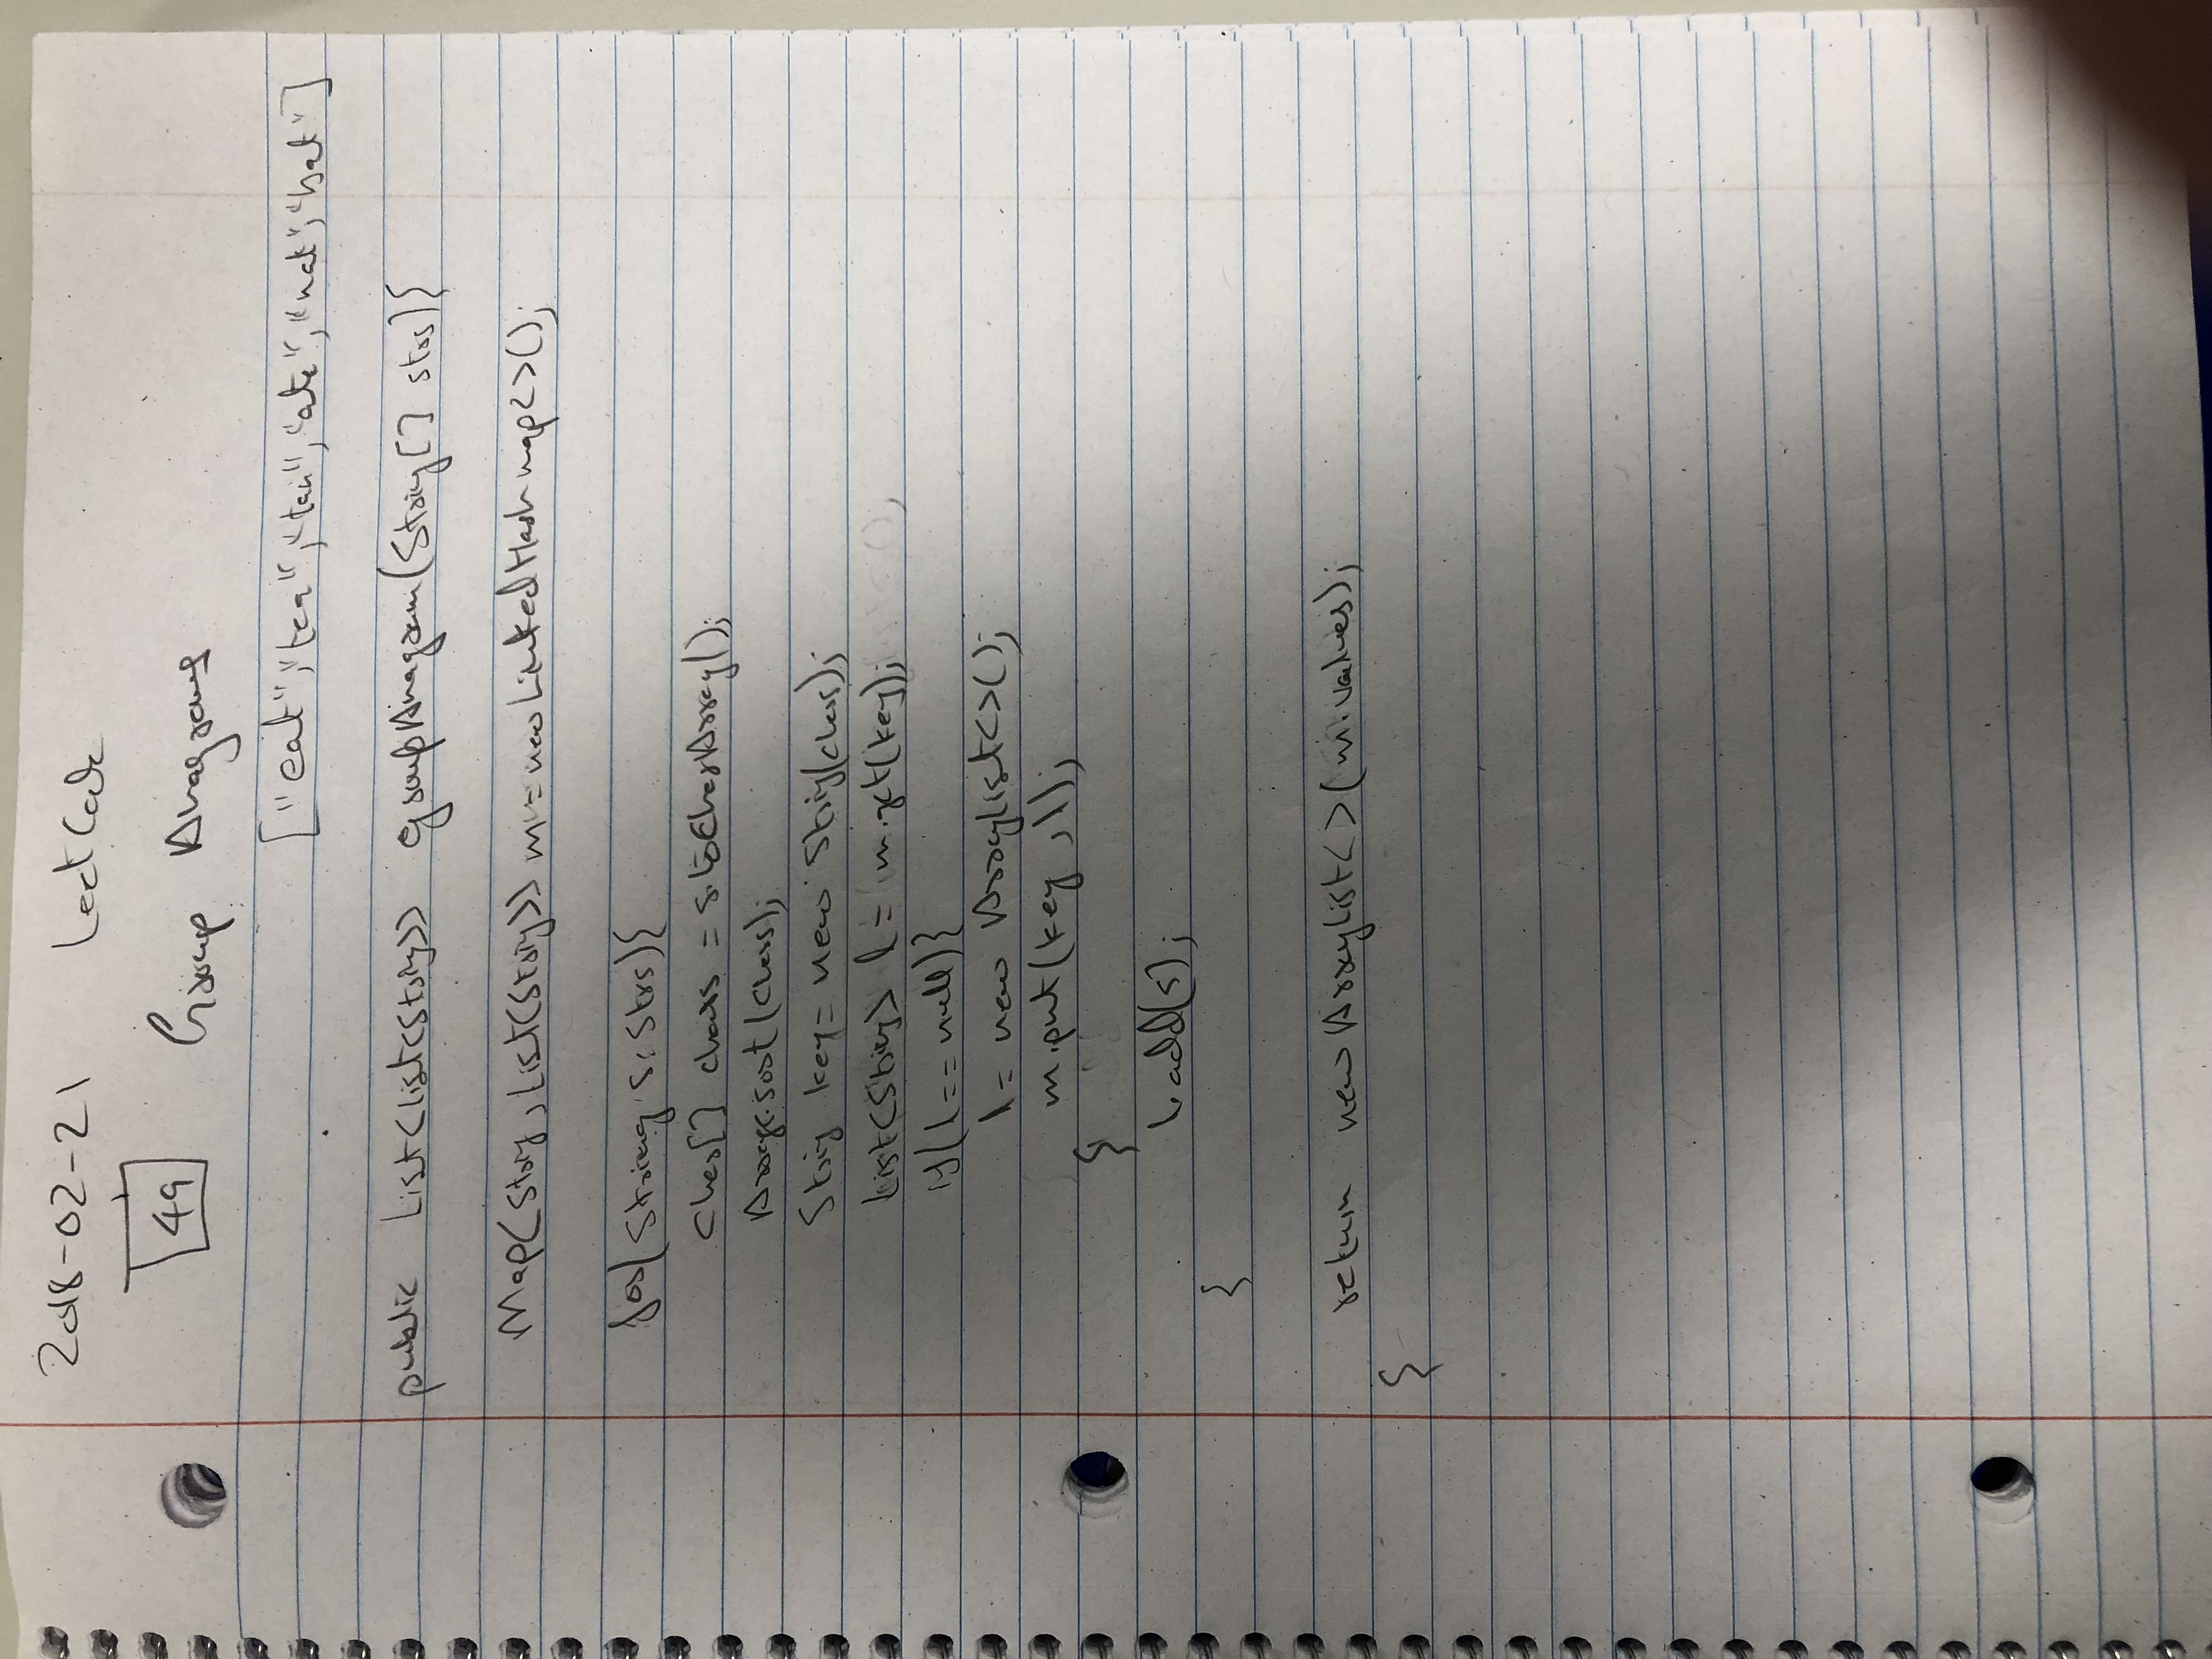 2018-02-21 LeetCode
49 Group Anagrams
["eat","tea","tan","ate","nat","bat"]
public List<List<String>> groupAnagram(String[] strs){
Map<String, List<String>> m = new LinkedHashmap<>();
for(String s: strs){
Char[] chars = s.toCharArray();
Arrays.sort(chars);
String key = new String(chars);
List<String> l = m.get(key);
if(l == null){
l = new Arraylist<>();
m.put(key, l);
}
l.add(s);
}
return new Arraylist<>(m.values);
}